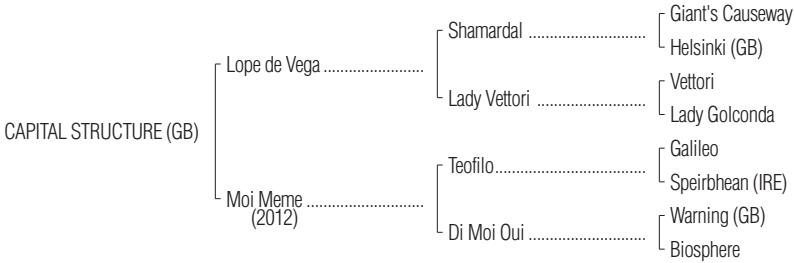 Giant's Causeway
Shamardal ..............................
Helsinki (GB)
Lope de Vega .........................
Vettori
Lady Vettori ............................
Lady Golconda
CAPITAL STRUCTURE (GB)
Galileo
Teofilo.....................................
Speirbhean (IRE)
Moi Meme .............................
(2012)
Warning (GB)
Di Moi Oui ..............................
Biosphere